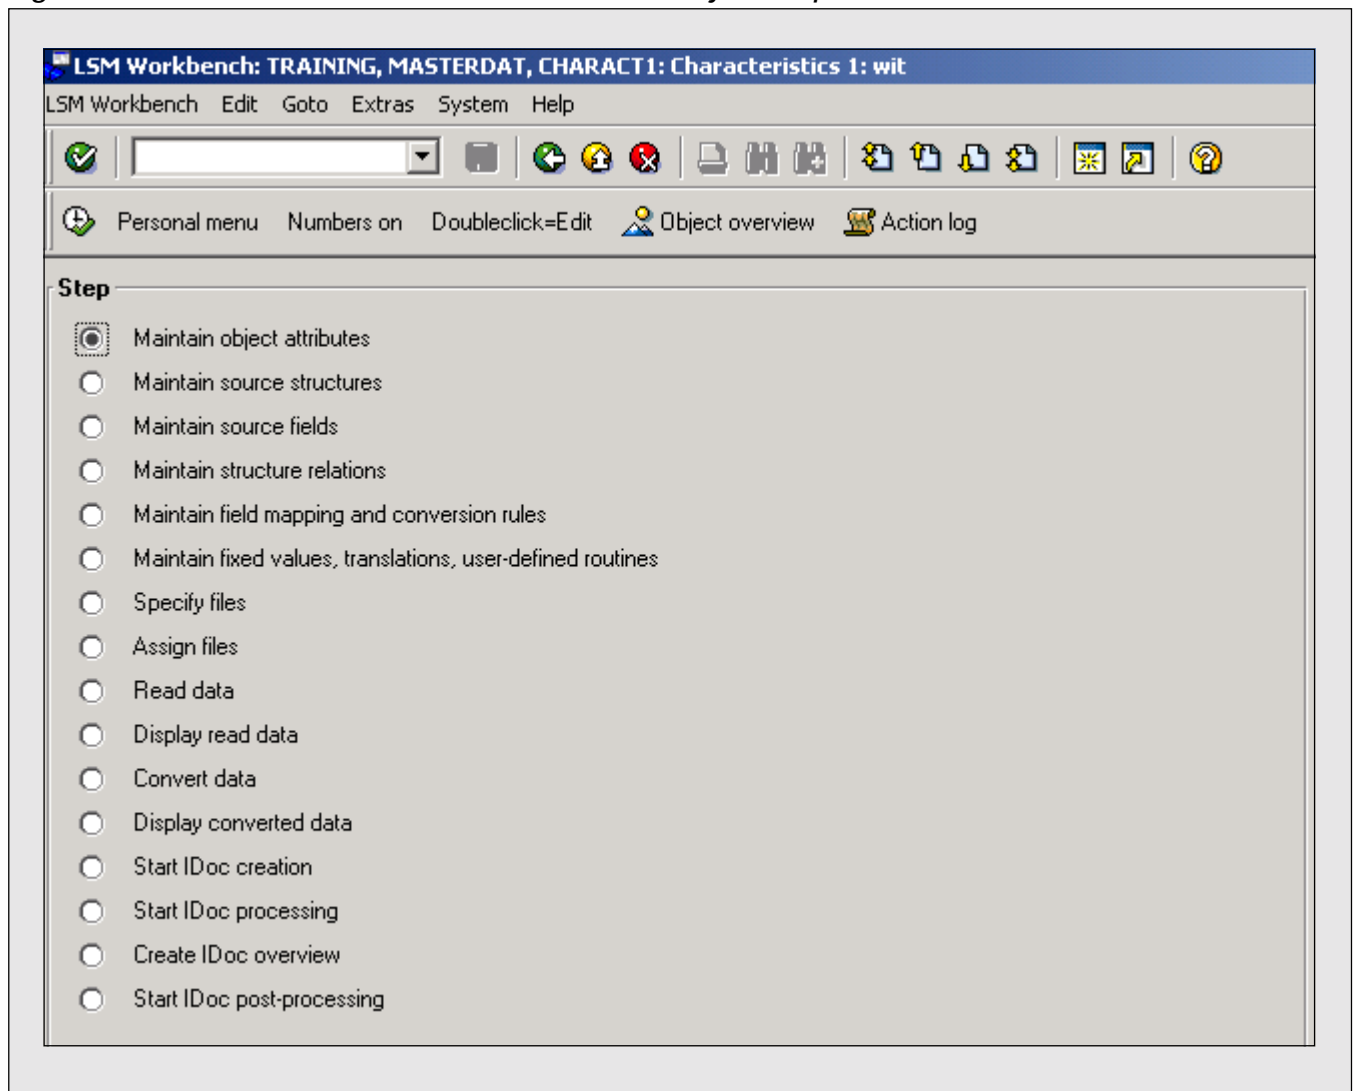 LSM Workbench: TRAINING, MASTERDAT, CHARACT1: Characteristics 1: wit
LSM Workbench Edit Goto Extras System Help
Personal menu Numbers on Doubleclick=Edit Object overview Action log
Step
Maintain object attributes
Maintain source structures
Maintain source fields
Maintain structure relations
Maintain field mapping and conversion rules
Maintain fixed values, translations, user-defined routines
Specify files
Assign files
Read data
Display read data
Convert data
Display converted data
Start IDoc creation
Start IDoc processing
Create IDoc overview
Start IDoc post-processing